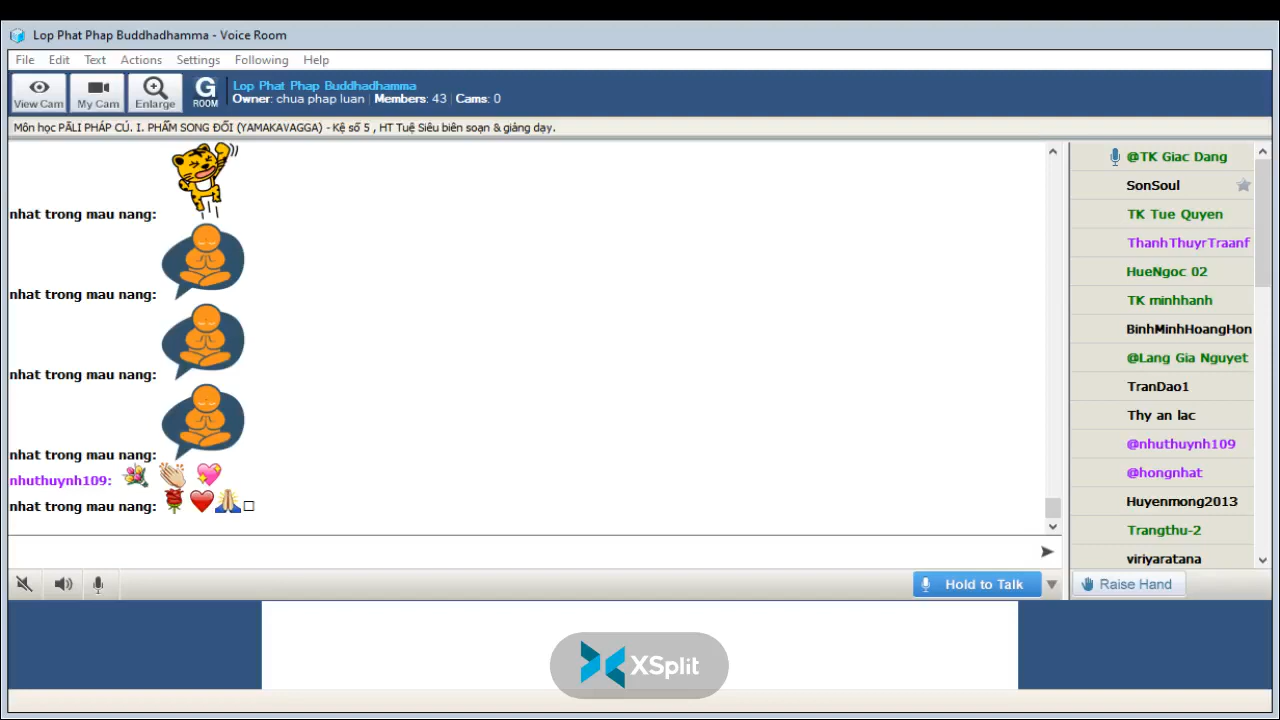 Lop Phat Phap Buddhadhamma - Voice Room
File Edit Text Actions Settings Following Help
View Cam My Cam Enlarge G ROOM
Lop Phat Phap Buddhadhamma
Owner: chua phap luan | Members: 43 | Cams: 0
Môn học PĀLI PHÁP CÚ. I. PHẨM SONG ĐỐI (YAMAKAVAGGA) - Kệ số 5 , HT Tuệ Siêu biên soạn & giảng dạy.
nhat trong mau nang:
nhat trong mau nang:
nhat trong mau nang:
nhat trong mau nang:
nhuthuynh109:
nhat trong mau nang:
@TK Giac Dang
SonSoul
TK Tue Quyen
ThanhThuyrTraanf
HueNgoc 02
TK minhhanh
BinhMinhHoangHon
@Lang Gia Nguyet
TranDao1
Thy an lac
@nhuthuynh109
@hongnhat
Huyenmong2013
Trangthu-2
viriyaratana
Hold to Talk
Raise Hand
XSplit